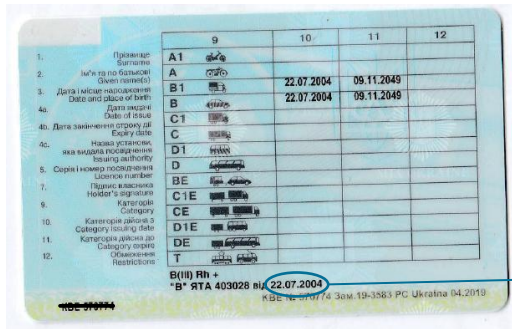 9 10 11 12
1. Прізвище
Surname
2. Ім'я та по батькові
Given name(s)
3. Дата і місце народження
Date and place of birth
4a. Дата видачі
Date of issue
4b. Дата закінчення строку дії
Expiry date
4c. Назва установи,
яка видала посвідчення
Issuing authority
5. Серія і номер посвідчення
Licence number
7. Підпис власника
Holder's signature
9. Категорія
Category
10. Категорія дійсна з
Category issuing date
11. Категорія дійсна до
Category expire
12. Обмеження
Restrictions
A1
A
B1 22.07.2004 09.11.2049
B 22.07.2004 09.11.2049
C1
C
D1
D
BE
C1E
CE
D1E
DE
T
B(III) Rh +
"B" ЯТА 403028 від 22.07.2004
КВЕ № 370774 Зам.19-3583 РС Ukraina 04.2019